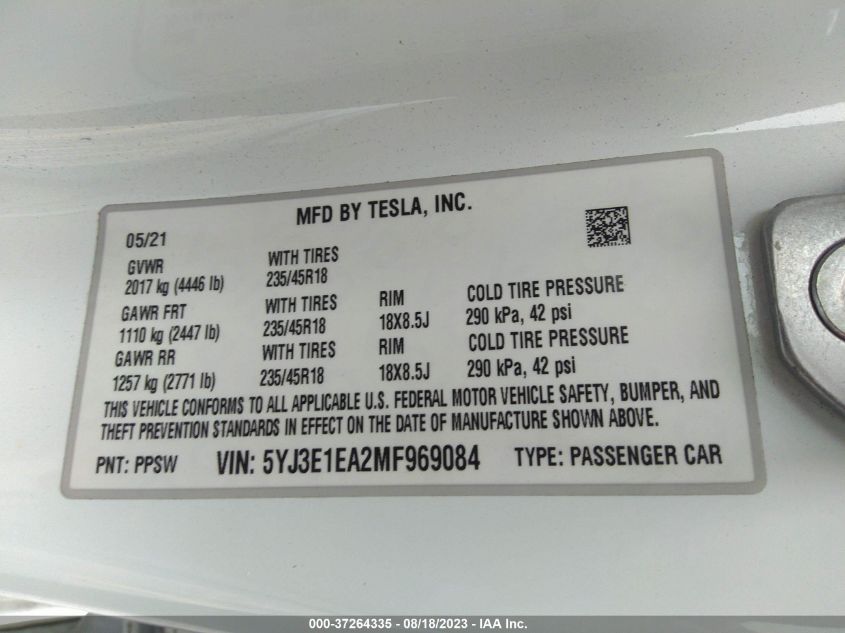 MFD BY TESLA, INC.
05/21
GVWR WITH TIRES
2017 kg (4446 lb) 235/45R18
GAWR FRT WITH TIRES RIM COLD TIRE PRESSURE
1110 kg (2447 lb) 235/45R18 18X8.5J 290 kPa, 42 psi
GAWR RR WITH TIRES RIM COLD TIRE PRESSURE
1257 kg (2771 lb) 235/45R18 18X8.5J 290 kPa, 42 psi
THIS VEHICLE CONFORMS TO ALL APPLICABLE U.S. FEDERAL MOTOR VEHICLE SAFETY, BUMPER, AND
THEFT PREVENTION STANDARDS IN EFFECT ON THE DATE OF MANUFACTURE SHOWN ABOVE.
PNT: PPSW VIN: 5YJ3E1EA2MF969084 TYPE: PASSENGER CAR
000-37264335 - 08/18/2023 - IAA Inc.